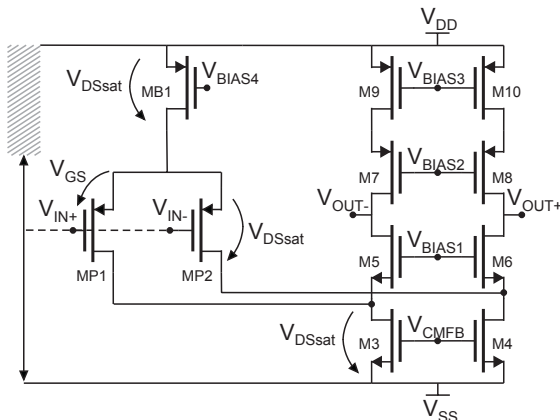 VDD
VDSsat
MB1
VBIAS4
M9
VBIAS3
M10
VGS
M7
VBIAS2
M8
VIN+
VIN-
VOUT-
VOUT+
VDSsat
MP1
MP2
M5
VBIAS1
M6
VDSsat
M3
VCMFB
M4
VSS